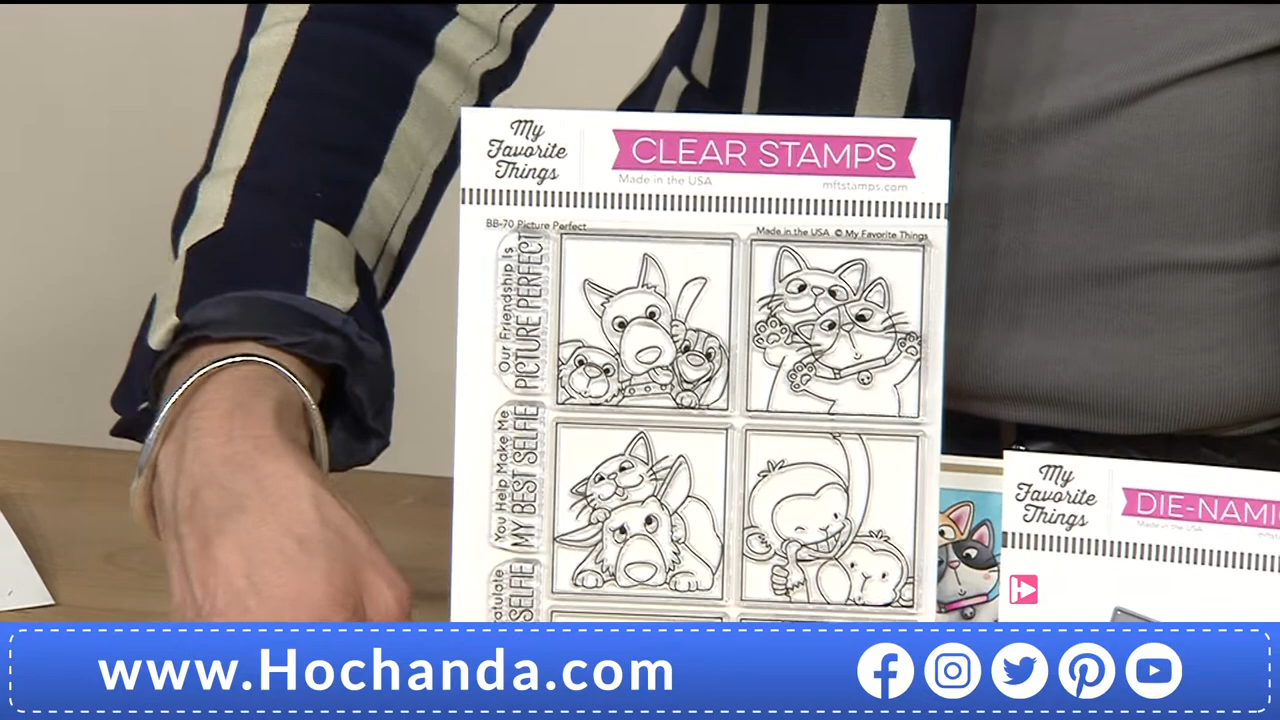 My
Favorite
Things
CLEAR STAMPS
Made in the USA
mftstamps.com
BB-70 Picture Perfect
Made in the USA © My Favorite Things
Our Friendship Is
PICTURE PERFECT
You Help Make Me
MY BEST SELFIE
SELFIE
My
Favorite
Things
Made in the USA
www.Hochanda.com